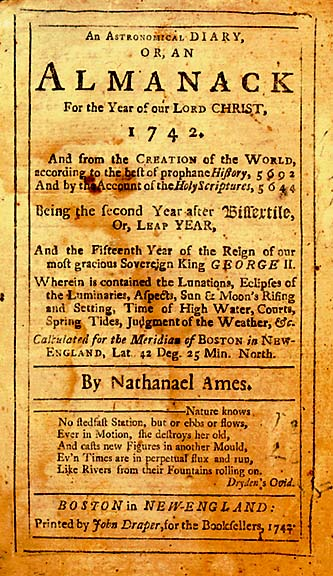 An ASTRONOMICAL DIARY,
OR, AN
ALMANACK
For the Year of our LORD CHRIST,
1742.
And from the CREATION of the WORLD,
according to the best of prophane History, 5692
And by the Account of the Holy Scriptures, 5644
Being the second Year after Bissextile,
Or, LEAP YEAR,
And the Fifteenth Year of the Reign of our
most gracious Sovereign King GEORGE II.
Wherein is contained the Lunations, Eclipses of
the Luminaries, Aspects, Sun & Moon's Rising
and Setting, Time of High Water, Courts,
Spring Tides, Judgment of the Weather, &c.
Calculated for the Meridian of BOSTON in NEW-
ENGLAND, Lat. 42 Deg. 25 Min. North.
By Nathanael Ames.
Nature knows
No stedfast Station, but or ebbs or flows,
Ever in Motion, she destroys her old,
And casts new Figures in another Mould,
Ev'n Times are in perpetual flux and run,
Like Rivers from their Fountains rolling on.
Dryden's Ovid.
BOSTON in NEW-ENGLAND:
Printed by John Draper, for the Booksellers, 1742.